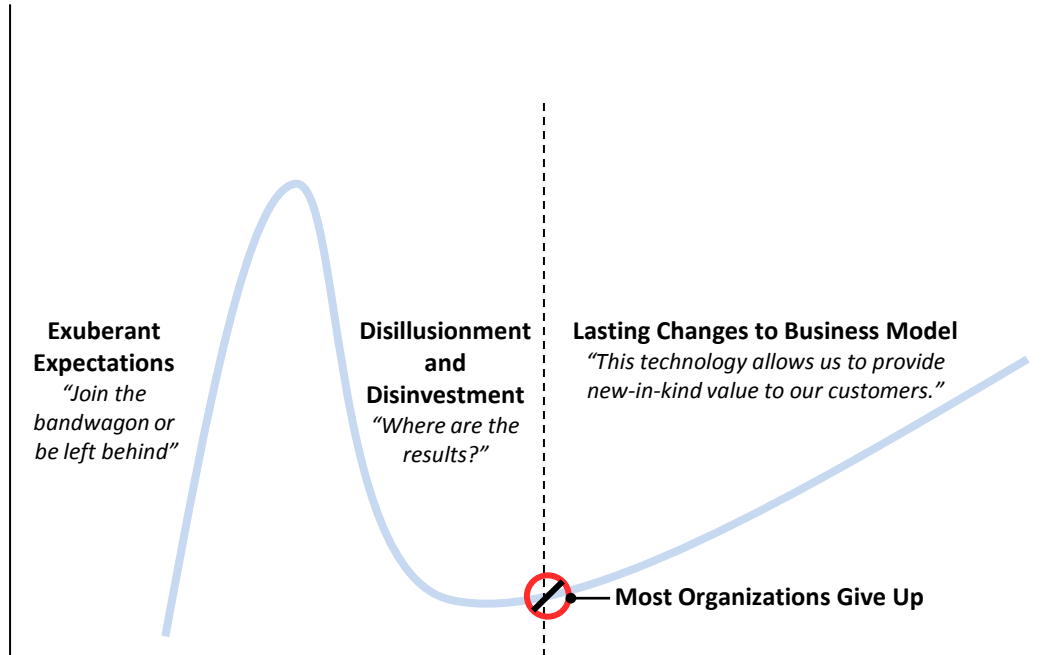 Exuberant
Expectations
“Join the
bandwagon or
be left behind”
Disillusionment
and
Disinvestment
“Where are the
results?”
Lasting Changes to Business Model
“This technology allows us to provide
new-in-kind value to our customers.”
Most Organizations Give Up